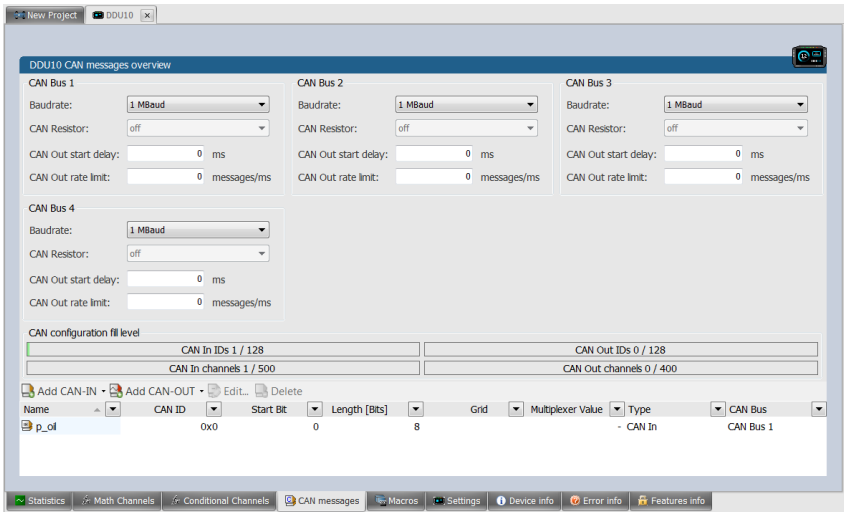 New Project DDU10
DDU10 CAN messages overview
CAN Bus 1 CAN Bus 2 CAN Bus 3
Baudrate: 1 MBaud Baudrate: 1 MBaud Baudrate: 1 MBaud
CAN Resistor: off CAN Resistor: off CAN Resistor: off
CAN Out start delay: 0 ms CAN Out start delay: 0 ms CAN Out start delay: 0 ms
CAN Out rate limit: 0 messages/ms CAN Out rate limit: 0 messages/ms CAN Out rate limit: 0 messages/ms
CAN Bus 4
Baudrate: 1 MBaud
CAN Resistor: off
CAN Out start delay: 0 ms
CAN Out rate limit: 0 messages/ms
CAN configuration fill level
CAN In IDs 1 / 128 CAN Out IDs 0 / 128
CAN In channels 1 / 500 CAN Out channels 0 / 400
Add CAN-IN Add CAN-OUT Edit... Delete
Name CAN ID Start Bit Length [Bits] Grid Multiplexer Value Type CAN Bus
p_oil 0x0 0 8 - CAN In CAN Bus 1
Statistics Math Channels Conditional Channels CAN messages Macros Settings Device info Error info Features info